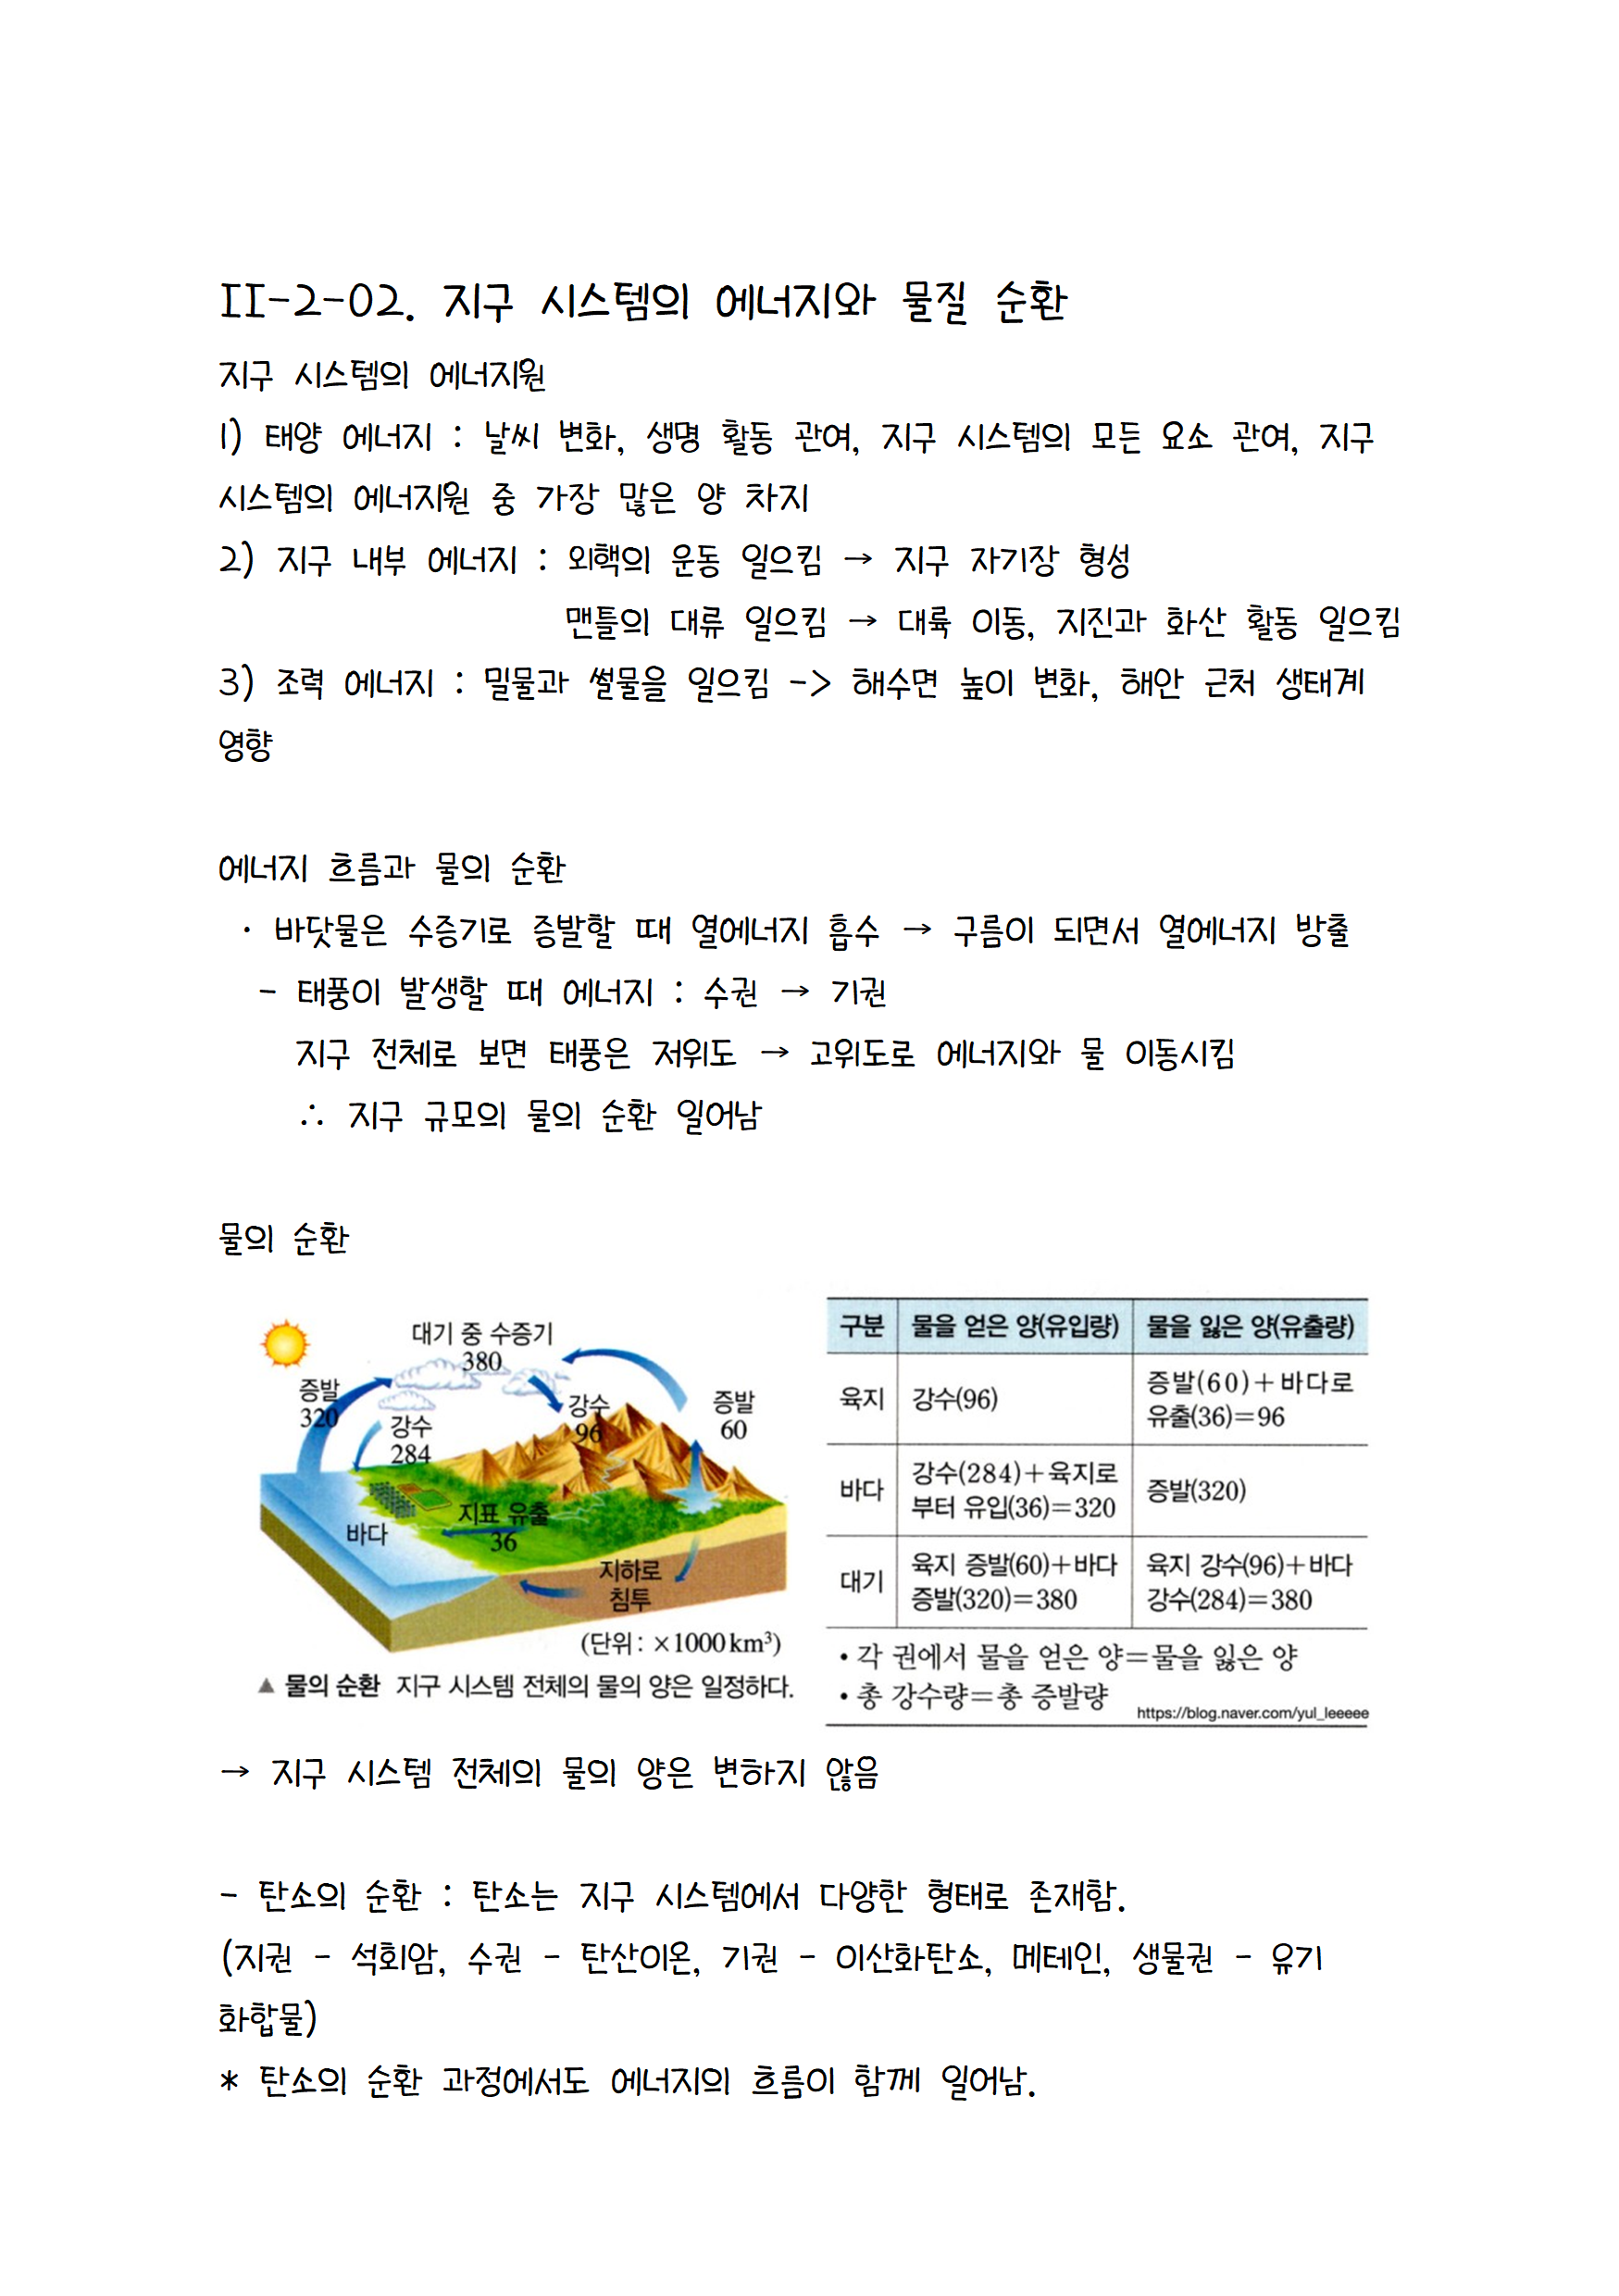 II-2-02. 지구 시스템의 에너지와 물질 순환
지구 시스템의 에너지원
1) 태양 에너지 : 날씨 변화, 생명 활동 관여, 지구 시스템의 모든 요소 관여, 지구
시스템의 에너지원 중 가장 많은 양 차지
2) 지구 내부 에너지 : 외핵의 운동 일으킴 → 지구 자기장 형성
맨틀의 대류 일으킴 → 대륙 이동, 지진과 화산 활동 일으킴
3) 조력 에너지 : 밀물과 썰물을 일으킴 -> 해수면 높이 변화, 해안 근처 생태계
영향
에너지 흐름과 물의 순환
· 바닷물은 수증기로 증발할 때 열에너지 흡수 → 구름이 되면서 열에너지 방출
- 태풍이 발생할 때 에너지 : 수권 → 기권
지구 전체로 보면 태풍은 저위도 → 고위도로 에너지와 물 이동시킴
∴ 지구 규모의 물의 순환 일어남
물의 순환
대기 중 수증기
380
증발
320
강수
284
강수
96
증발
60
지표 유출
36
바다
지하로
침투
(단위 : ×1000 km³)
▲ 물의 순환 지구 시스템 전체의 물의 양은 일정하다.
구분 물을 얻은 양(유입량) 물을 잃은 양(유출량)
육지 강수(96) 증발(60)+바다로
유출(36)=96
바다 강수(284)+육지로
부터 유입(36)=320 증발(320)
대기 육지 증발(60)+바다
증발(320)=380 육지 강수(96)+바다
강수(284)=380
• 각 권에서 물을 얻은 양=물을 잃은 양
• 총 강수량=총 증발량
https://blog.naver.com/yul_leeeee
→ 지구 시스템 전체의 물의 양은 변하지 않음
- 탄소의 순환 : 탄소는 지구 시스템에서 다양한 형태로 존재함.
(지권 - 석회암, 수권 - 탄산이온, 기권 - 이산화탄소, 메테인, 생물권 - 유기
화합물)
* 탄소의 순환 과정에서도 에너지의 흐름이 함께 일어남.